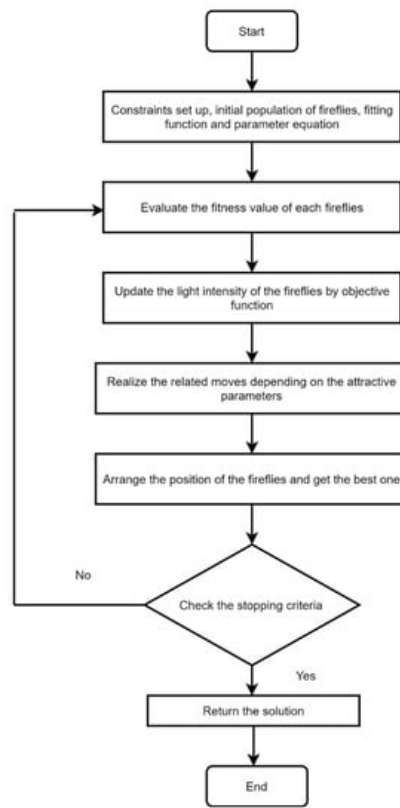 Start
Constraints set up, initial population of fireflies, fitting
function and parameter equation
Evaluate the fitness value of each fireflies
Update the light intensity of the fireflies by objective
function
Realize the related moves depending on the attractive
parameters
Arrange the position of the fireflies and get the best one
No
Check the stopping criteria
Yes
Return the solution
End